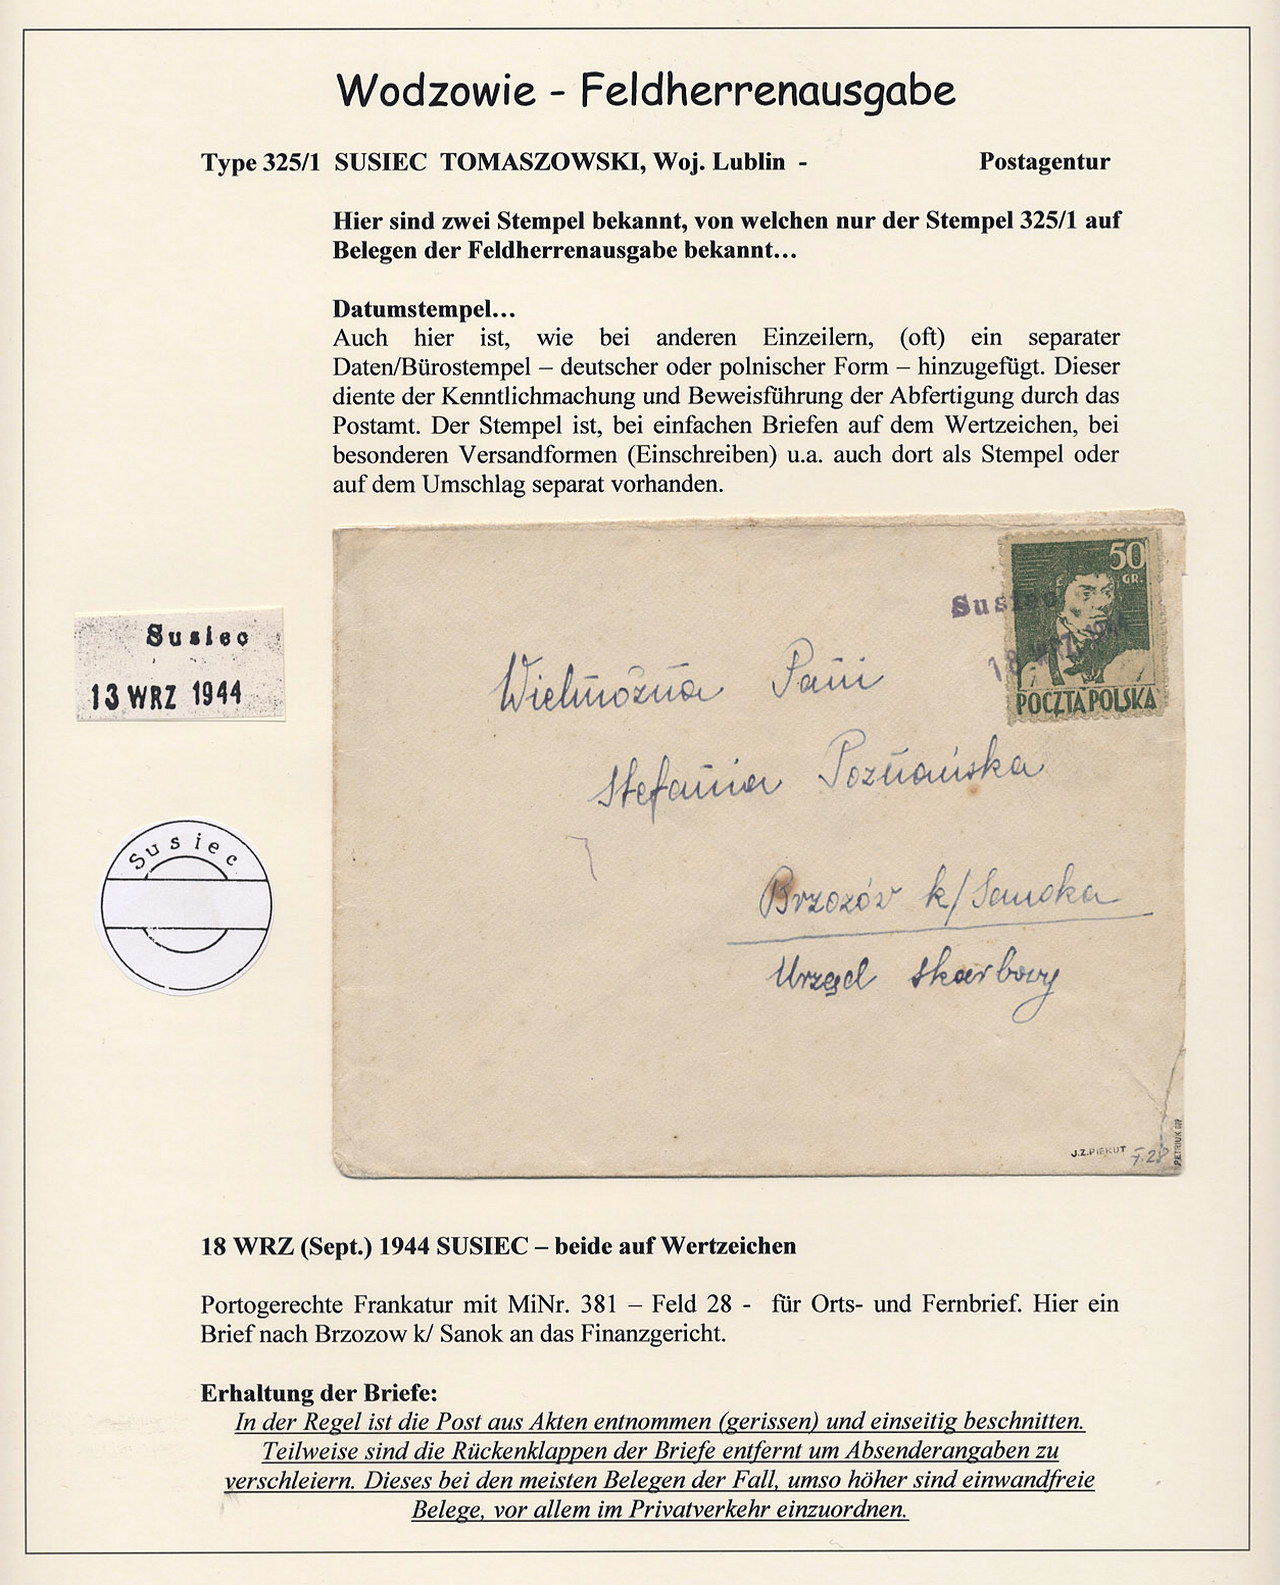 Wodzowie - Feldherrenausgabe
Type 325/1 SUSIEC TOMASZOWSKI, Woj. Lublin - Postagentur
Hier sind zwei Stempel bekannt, von welchen nur der Stempel 325/1 auf
Belegen der Feldherrenausgabe bekannt…
Datumstempel…
Auch hier ist, wie bei anderen Einzeilern, (oft) ein separater
Daten/Bürostempel – deutscher oder polnischer Form – hinzugefügt. Dieser
diente der Kenntlichmachung und Beweisführung der Abfertigung durch das
Postamt. Der Stempel ist, bei einfachen Briefen auf dem Wertzeichen, bei
besonderen Versandformen (Einschreiben) u.a. auch dort als Stempel oder
auf dem Umschlag separat vorhanden.
50
GR.
Susiec
18 WRZ 1944
POCZTA POLSKA
Susiec
13 WRZ 1944
Susiec
Wielmożna Pani
Stefania Poznańska
Brzozów k/Sanoka
Urząd skarbowy
J.Z.PIEKUT
F.28
18 WRZ (Sept.) 1944 SUSIEC – beide auf Wertzeichen
Portogerechte Frankatur mit MiNr. 381 – Feld 28 - für Orts- und Fernbrief. Hier ein
Brief nach Brzozow k/ Sanok an das Finanzgericht.
Erhaltung der Briefe:
In der Regel ist die Post aus Akten entnommen (gerissen) und einseitig beschnitten.
Teilweise sind die Rückenklappen der Briefe entfernt um Absenderangaben zu
verschleiern. Dieses bei den meisten Belegen der Fall, umso höher sind einwandfreie
Belege, vor allem im Privatverkehr einzuordnen.